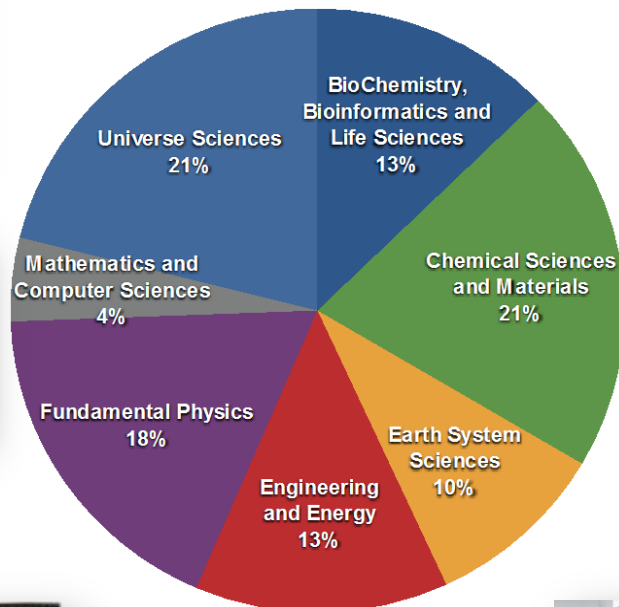 BioChemistry,
Bioinformatics and
Life Sciences
13%
Universe Sciences
21%
Chemical Sciences
and Materials
21%
Mathematics and
Computer Sciences
4%
Fundamental Physics
18%
Earth System
Sciences
10%
Engineering
and Energy
13%